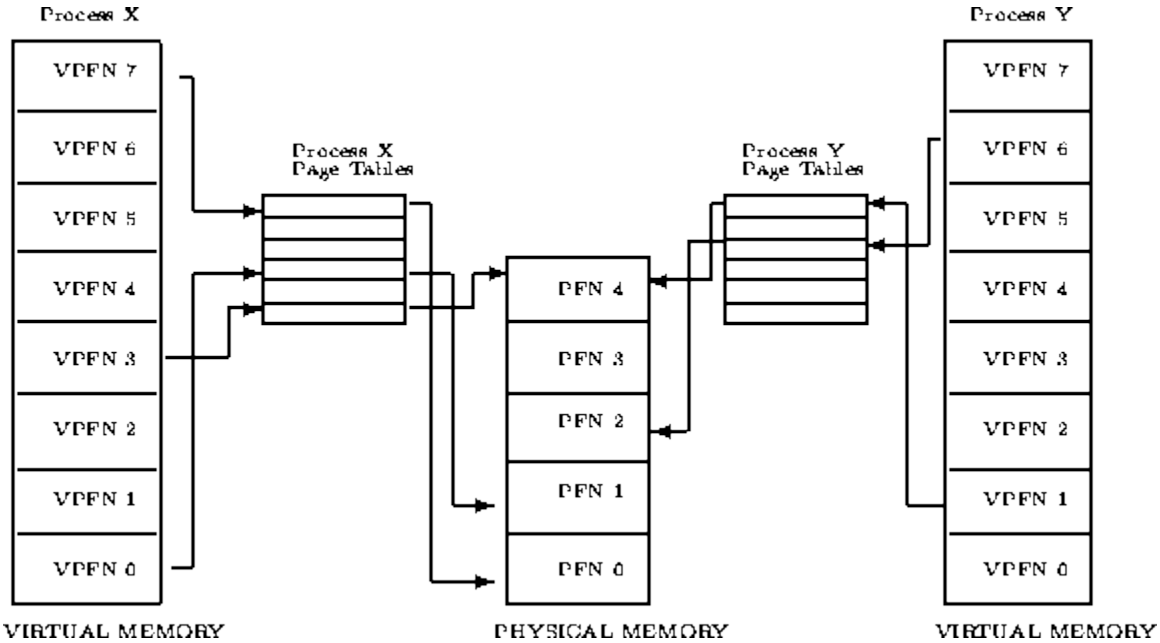 Process X
Process Y
VPFN 7
VPFN 6
VPFN 5
VPFN 4
VPFN 3
VPFN 2
VPFN 1
VPFN 0
VIRTUAL MEMORY
Process X
Page Tables
PFN 4
PFN 3
PFN 2
PFN 1
PFN 0
PHYSICAL MEMORY
Process Y
Page Tables
VPFN 7
VPFN 6
VPFN 5
VPFN 4
VPFN 3
VPFN 2
VPFN 1
VPFN 0
VIRTUAL MEMORY